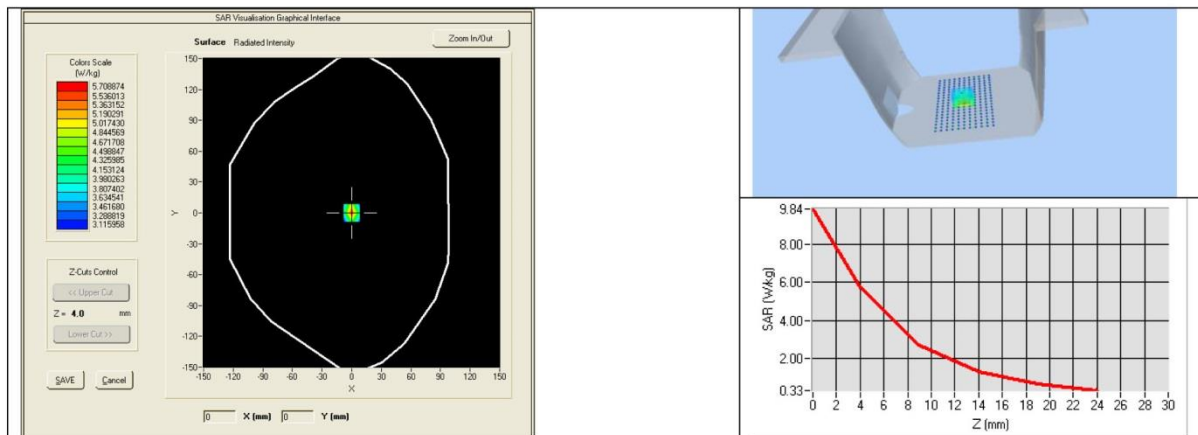 SAR Visualisation Graphical Interface
Surface Radiated Intensity
Zoom In/Out
Colors Scale
(W/kg)
5.708874
5.536013
5.363152
5.190291
5.017430
4.844569
4.671708
4.498847
4.325985
4.153124
3.980263
3.807402
3.634541
3.461680
3.288819
3.115958
Z-Cuts Control
<< Upper Cut
Z = 4.0 mm
Lower Cut >>
SAVE Cancel
Y
150
120
90
60
30
0
-30
-60
-90
-120
-150
-150 -120 -90 -60 -30 0 30 60 90 120 150
X
0 X (mm) 0 Y (mm)
SAR (W/kg)
9.84
8.00
6.00
4.00
2.00
0.33
0 2 4 6 8 10 12 14 16 18 20 22 24 26 28 30
Z (mm)